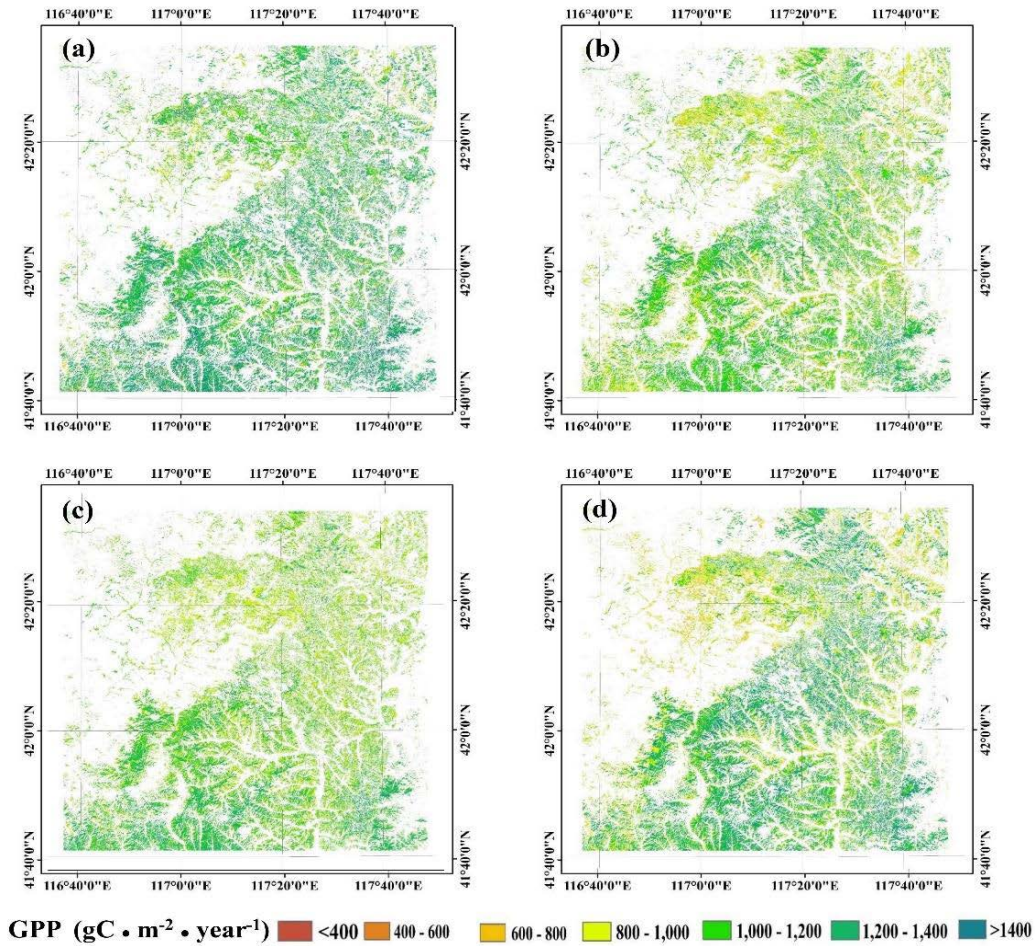 116°40'0"E 117°0'0"E 117°20'0"E 117°40'0"E
116°40'0"E 117°0'0"E 117°20'0"E 117°40'0"E
(a)
(b)
42°20'0"N 42°20'0"N 42°20'0"N 42°20'0"N
42°0'0"N 42°0'0"N 42°0'0"N 42°0'0"N
41°40'0"N 41°40'0"N 41°40'0"N 41°40'0"N
116°40'0"E 117°0'0"E 117°20'0"E 117°40'0"E
116°40'0"E 117°0'0"E 117°20'0"E 117°40'0"E
116°40'0"E 117°0'0"E 117°20'0"E 117°40'0"E
116°40'0"E 117°0'0"E 117°20'0"E 117°40'0"E
(c)
(d)
42°20'0"N 42°20'0"N 42°20'0"N 42°20'0"N
42°0'0"N 42°0'0"N 42°0'0"N 42°0'0"N
41°40'0"N 41°40'0"N 41°40'0"N 41°40'0"N
116°40'0"E 117°0'0"E 117°20'0"E 117°40'0"E
116°40'0"E 117°0'0"E 117°20'0"E 117°40'0"E
GPP (gC • m⁻² • year⁻¹) <400 400 - 600 600 - 800 800 - 1,000 1,000 - 1,200 1,200 - 1,400 >1400